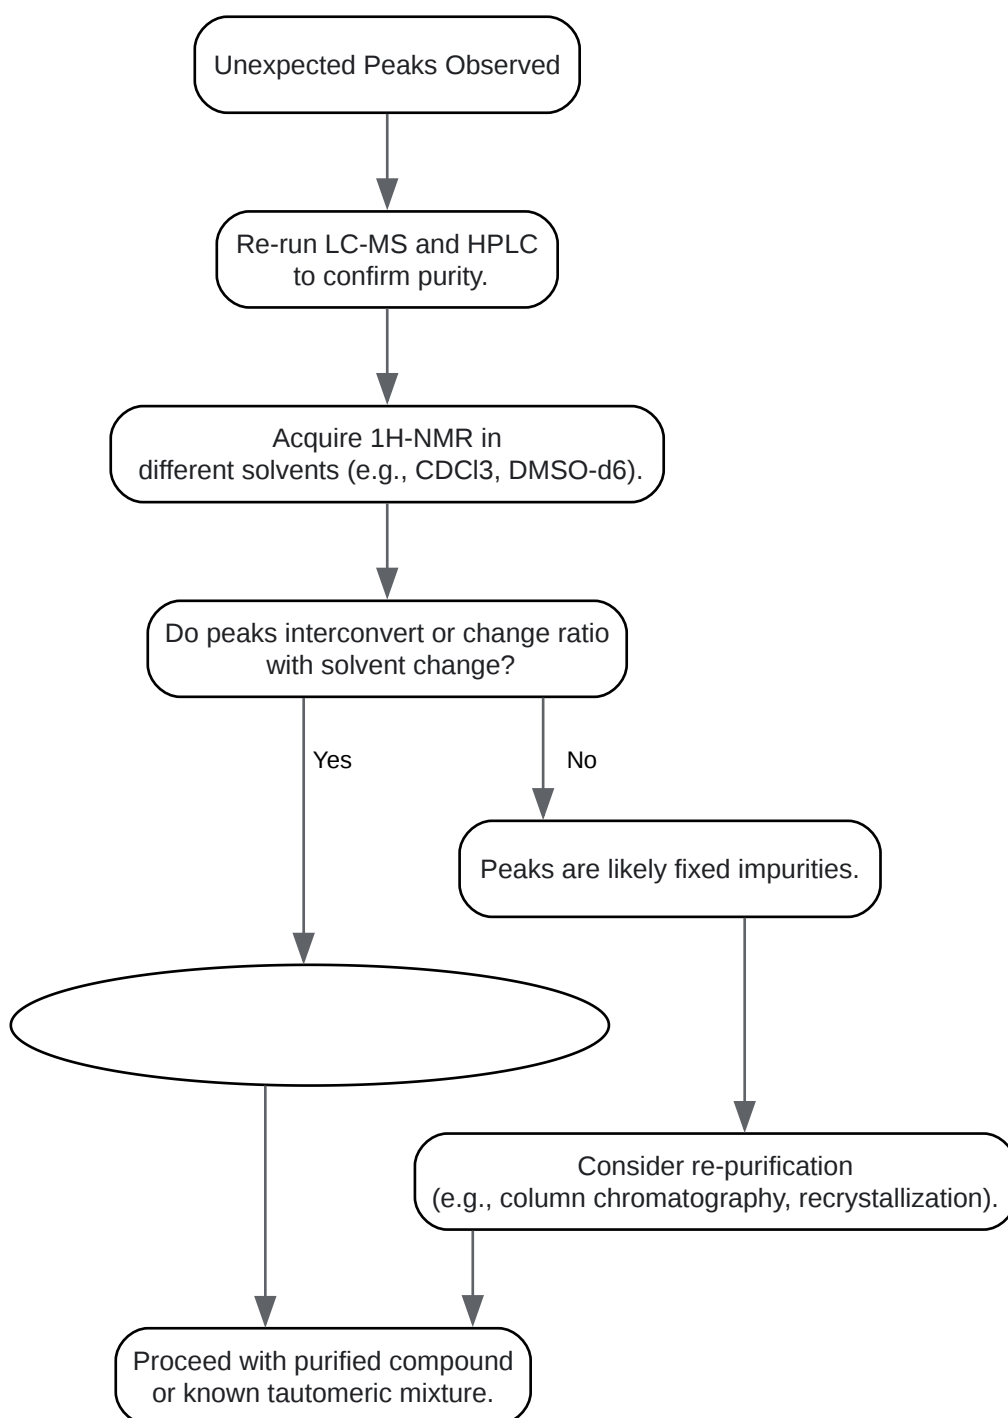 Unexpected Peaks Observed
Re-run LC-MS and HPLC
to confirm purity.
Acquire 1H-NMR in
different solvents (e.g., CDCl3, DMSO-d6).
Do peaks interconvert or change ratio
with solvent change?
Yes
No
Peaks are likely fixed impurities.
Consider re-purification
(e.g., column chromatography, recrystallization).
Proceed with purified compound
or known tautomeric mixture.